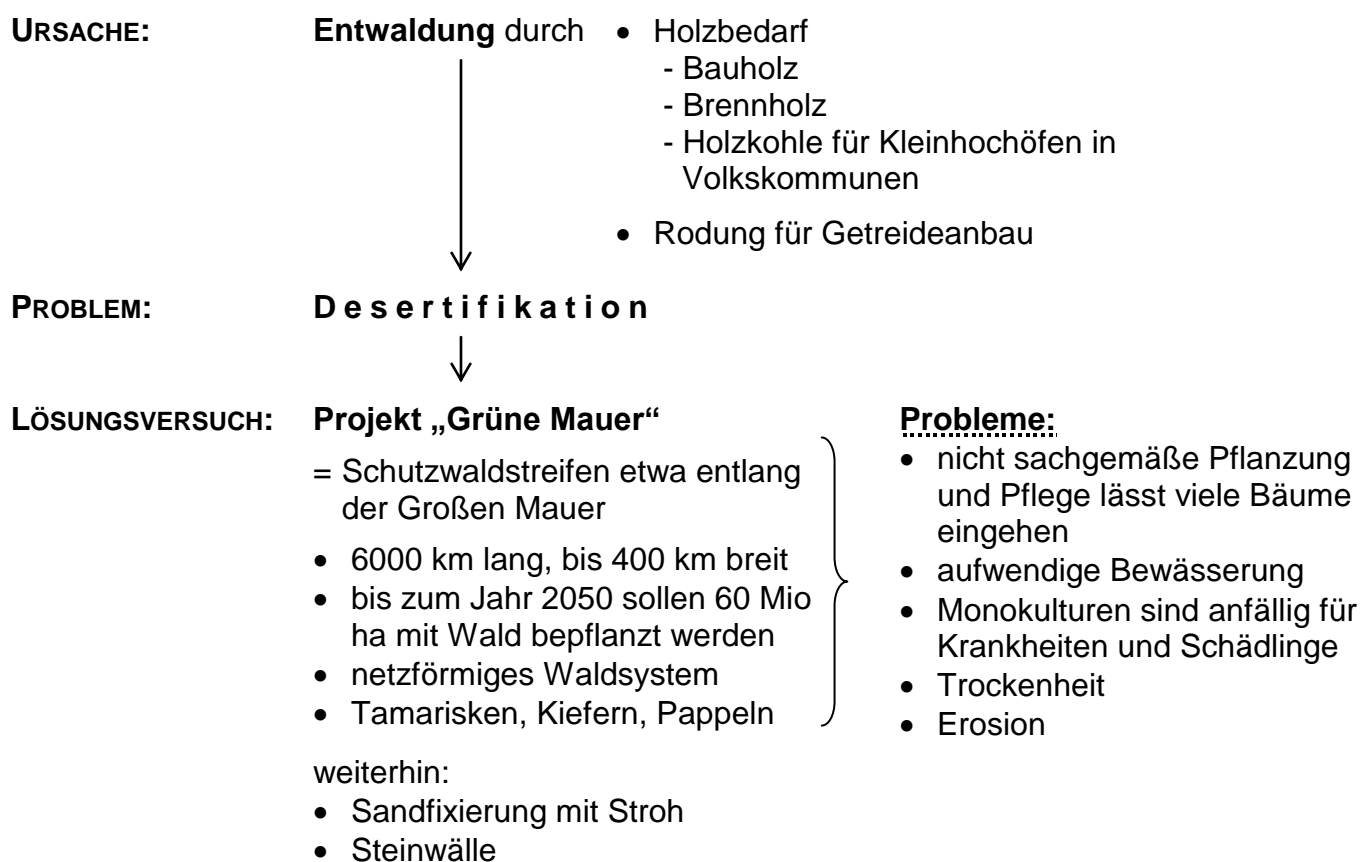 URSACHE: Entwaldung durch • Holzbedarf
- Bauholz
- Brennholz
- Holzkohle für Kleinhochöfen in
Volkskommunen
• Rodung für Getreideanbau
PROBLEM: Desertifikation
LÖSUNGSVERSUCH: Projekt „Grüne Mauer“
= Schutzwaldstreifen etwa entlang
der Großen Mauer
• 6000 km lang, bis 400 km breit
• bis zum Jahr 2050 sollen 60 Mio
ha mit Wald bepflanzt werden
• netzförmiges Waldsystem
• Tamarisken, Kiefern, Pappeln
weiterhin:
• Sandfixierung mit Stroh
• Steinwälle
Probleme:
• nicht sachgemäße Pflanzung
und Pflege lässt viele Bäume
eingehen
• aufwendige Bewässerung
• Monokulturen sind anfällig für
Krankheiten und Schädlinge
• Trockenheit
• Erosion